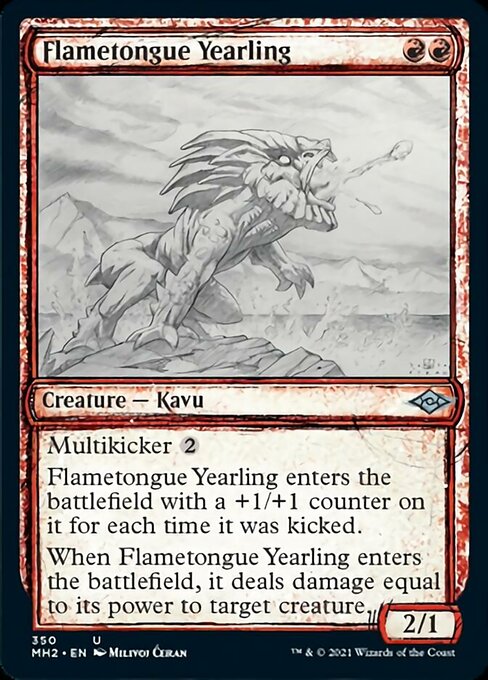 Flametongue Yearling
Creature — Kavu
Multikicker 2
Flametongue Yearling enters the
battlefield with a +1/+1 counter on
it for each time it was kicked.
When Flametongue Yearling enters
the battlefield, it deals damage equal
to its power to target creature.
2/1
350 U
MH2 • EN Milivoj Ćeran
™ & © 2021 Wizards of the Coast